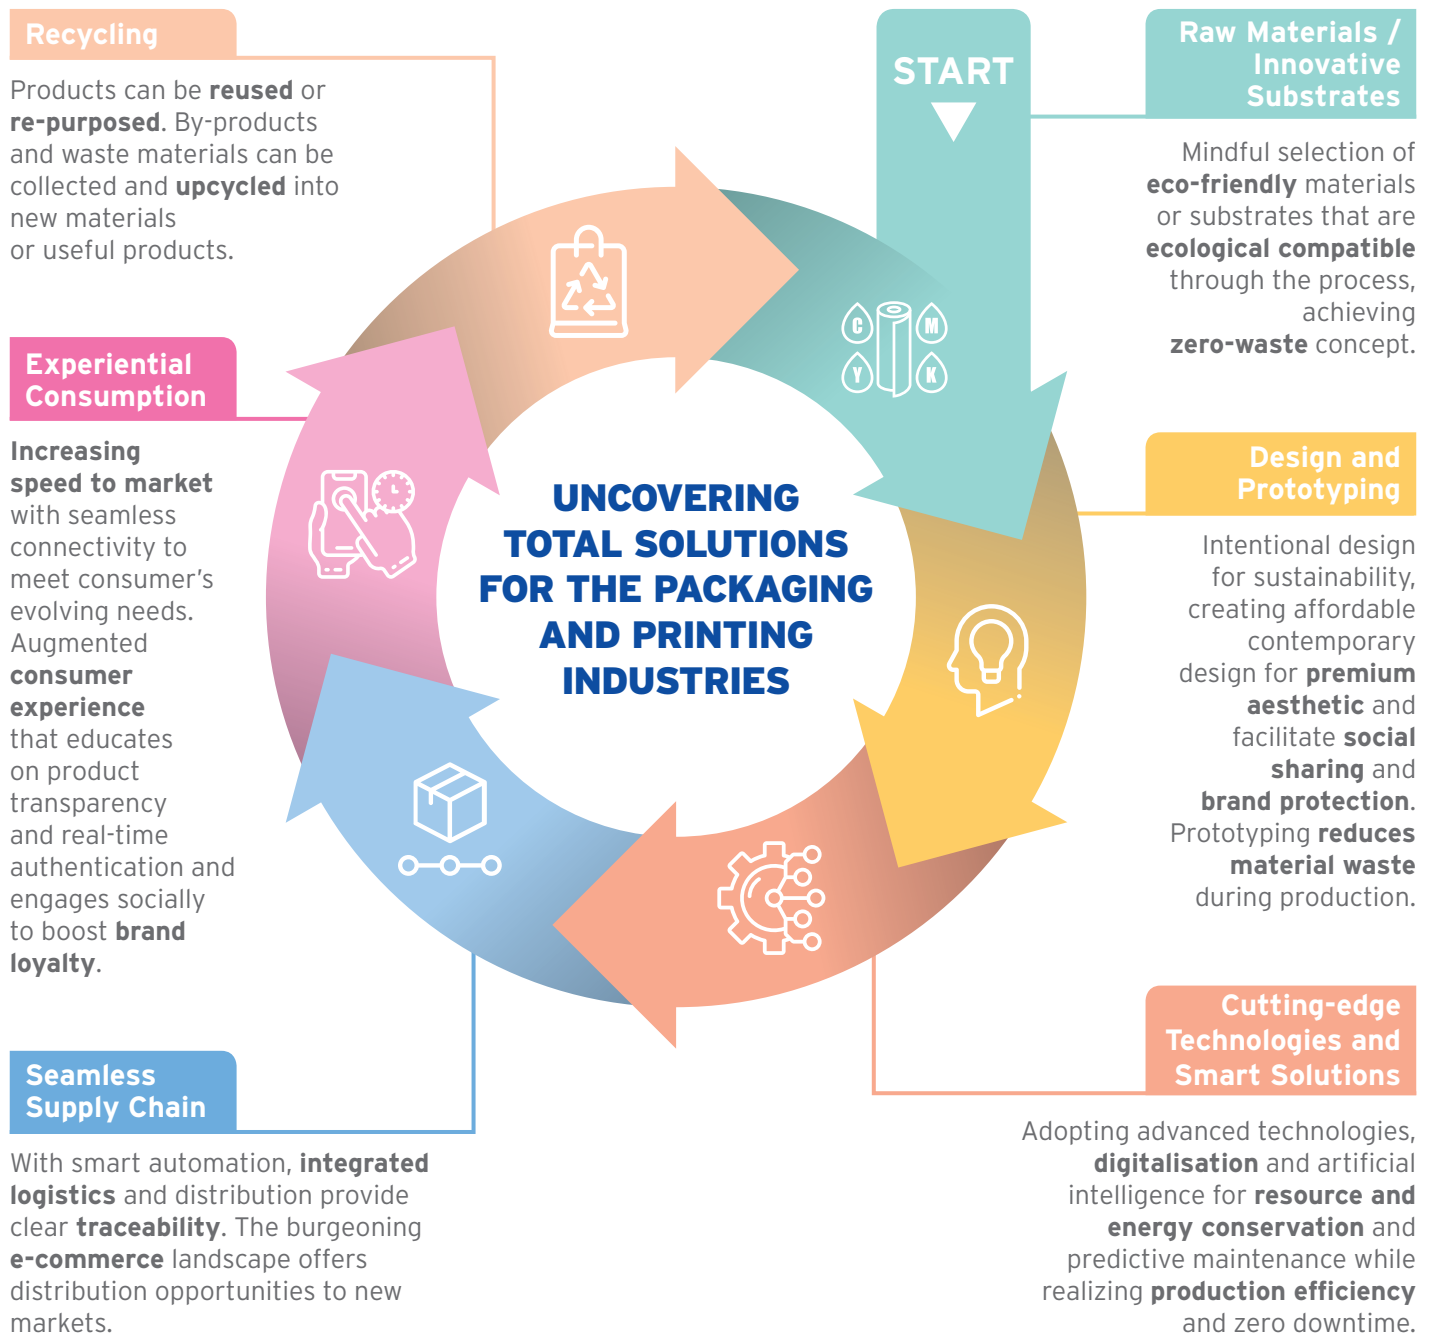 START
Raw Materials /
Innovative
Substrates
Mindful selection of
eco-friendly materials
or substrates that are
ecological compatible
through the process,
achieving
zero-waste concept.
Design and
Prototyping
Intentional design
for sustainability,
creating affordable
contemporary
design for premium
aesthetic and
facilitate social
sharing and
brand protection.
Prototyping reduces
material waste
during production.
Cutting-edge
Technologies and
Smart Solutions
Adopting advanced technologies,
digitalisation and artificial
intelligence for resource and
energy conservation and
predictive maintenance while
realizing production efficiency
and zero downtime.
Seamless
Supply Chain
With smart automation, integrated
logistics and distribution provide
clear traceability. The burgeoning
e-commerce landscape offers
distribution opportunities to new
markets.
Experiential
Consumption
Increasing
speed to market
with seamless
connectivity to
meet consumer's
evolving needs.
Augmented
consumer
experience
that educates
on product
transparency
and real-time
authentication and
engages socially
to boost brand
loyalty.
Recycling
Products can be reused or
re-purposed. By-products
and waste materials can be
collected and upcycled into
new materials
or useful products.
UNCOVERING
TOTAL SOLUTIONS
FOR THE PACKAGING
AND PRINTING
INDUSTRIES
C M
Y K